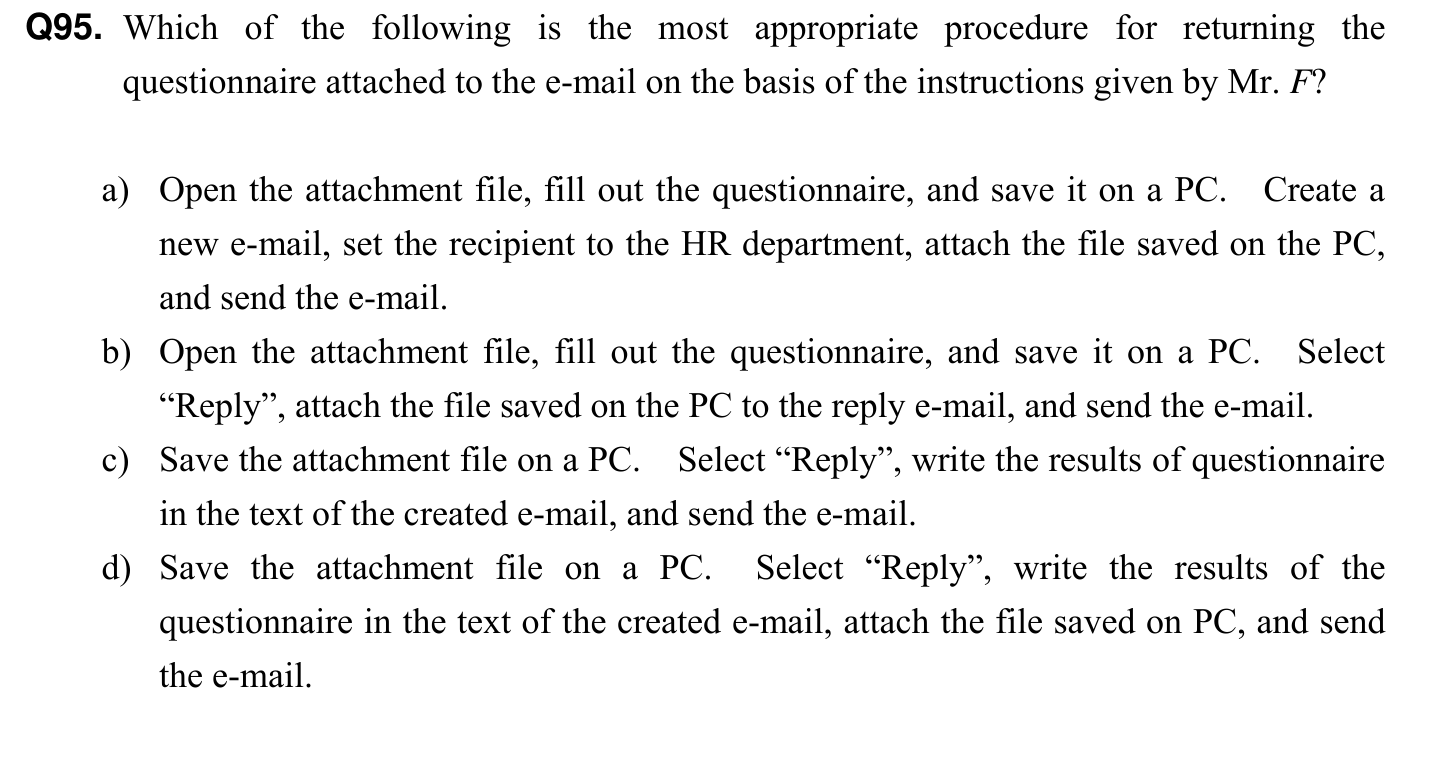 Q95. Which of the following is the most appropriate procedure for returning the
questionnaire attached to the e-mail on the basis of the instructions given by Mr. F?
a) Open the attachment file, fill out the questionnaire, and save it on a PC. Create a
new e-mail, set the recipient to the HR department, attach the file saved on the PC,
and send the e-mail.
b) Open the attachment file, fill out the questionnaire, and save it on a PC. Select
“Reply”, attach the file saved on the PC to the reply e-mail, and send the e-mail.
c) Save the attachment file on a PC. Select “Reply”, write the results of questionnaire
in the text of the created e-mail, and send the e-mail.
d) Save the attachment file on a PC. Select “Reply”, write the results of the
questionnaire in the text of the created e-mail, attach the file saved on PC, and send
the e-mail.